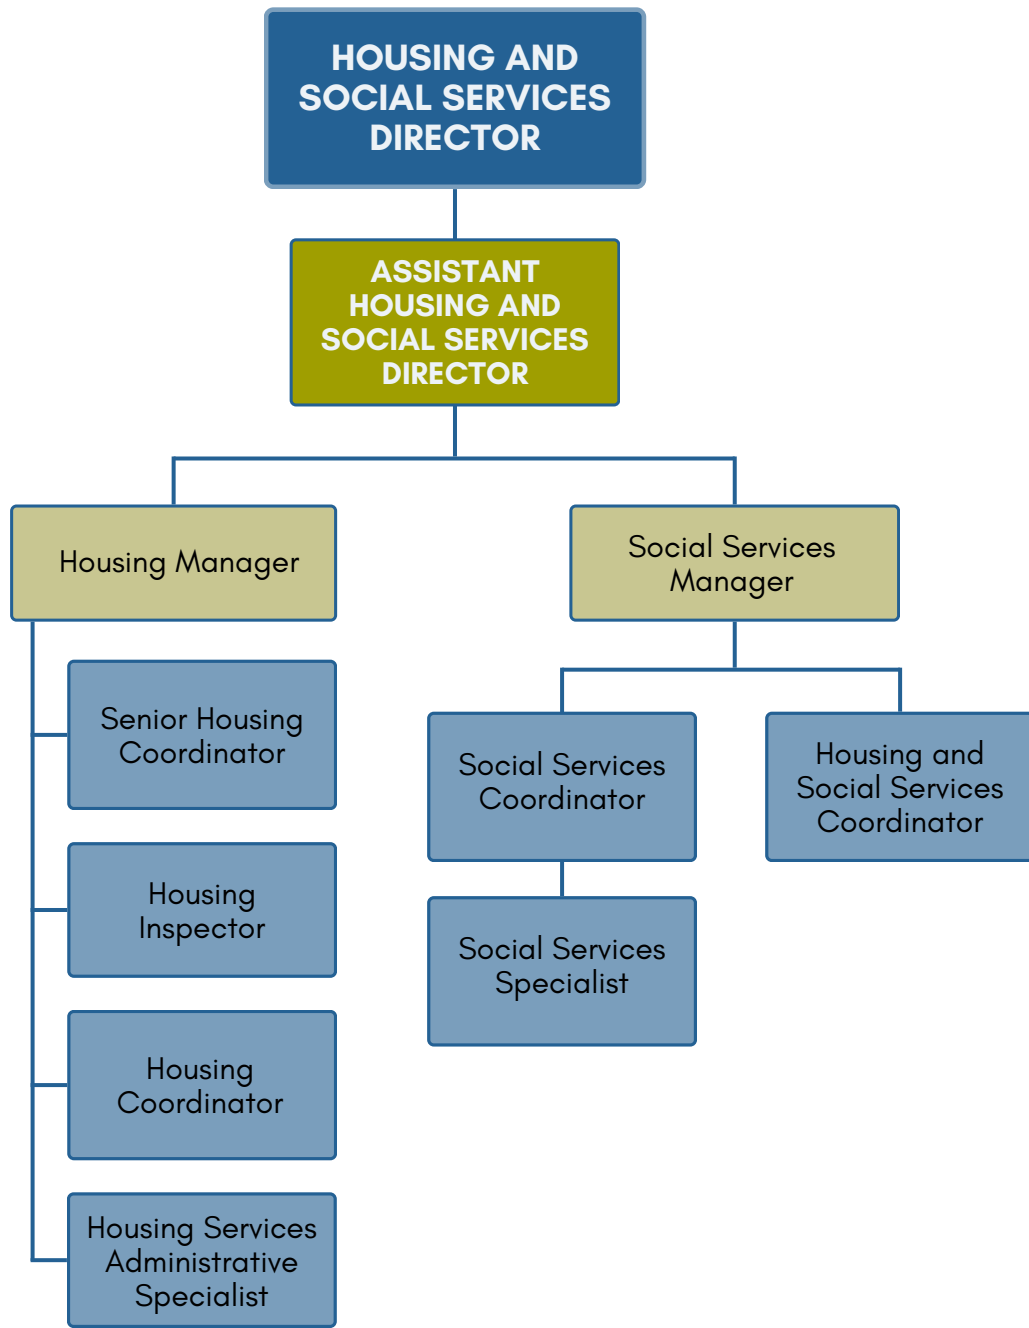 HOUSING AND
SOCIAL SERVICES
DIRECTOR
ASSISTANT
HOUSING AND
SOCIAL SERVICES
DIRECTOR
Housing Manager
Social Services
Manager
Senior Housing
Coordinator
Housing
Inspector
Housing
Coordinator
Housing Services
Administrative
Specialist
Social Services
Coordinator
Social Services
Specialist
Housing and
Social Services
Coordinator